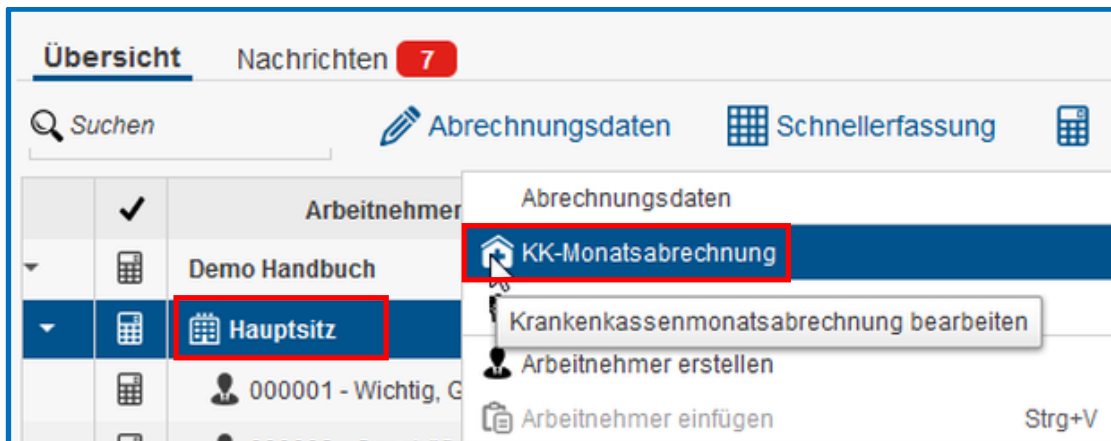 Übersicht Nachrichten 7
Suchen Abrechnungsdaten Schnellerfassung
Arbeitnehmer Abrechnungsdaten
Demo Handbuch KK-Monatsabrechnung
Hauptsitz Krankenkassenmonatsabrechnung bearbeiten
Arbeitnehmer erstellen
000001 - Wichtig, G
Arbeitnehmer einfügen Strg+V